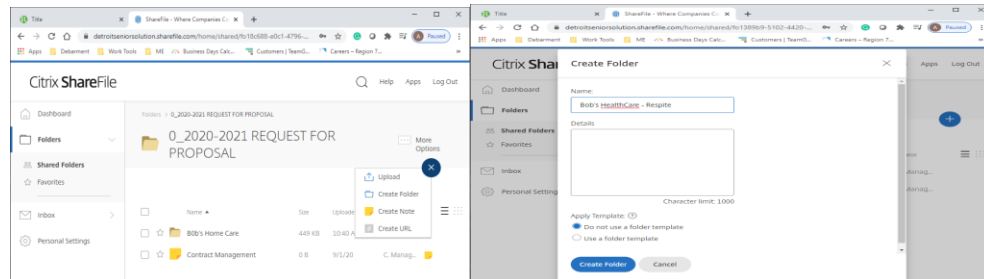 Title
ShareFile - Where Companies Co
detroitseniorsolution.sharefile.com/home/shared/fo18c688-e0c1-4796-...
Paused
Apps Debarment Work Tools ME Business Days Calc... Customers | TeamG... Careers – Region 7...
Citrix ShareFile
Help Apps Log Out
Dashboard
Folders
Shared Folders
Favorites
Inbox
Personal Settings
Folders > 0_2020-2021 REQUEST FOR PROPOSAL
0_2020-2021 REQUEST FOR
PROPOSAL
More
Options
Upload
Create Folder
Create Note
Create URL
Name Size Uploade
B0b's Home Care 449 KB 10:40 A
Contract Management 0 B 9/1/20 C. Manag...
Title
ShareFile - Where Companies Co
detroitseniorsolution.sharefile.com/home/shared/fo1389b9-5102-4420-...
Paused
Apps Debarment Work Tools ME Business Days Calc... Customers | TeamG... Careers – Region 7...
Citrix Shar
Apps Log Out
Dashboard
Folders
Shared Folders
Favorites
Inbox
Personal Setting
Create Folder
Name:
Bob's HealthCare - Respite
Details
Character limit: 1000
Apply Template:
Do not use a folder template
Use a folder template
Create Folder Cancel
Manag...
Manag...